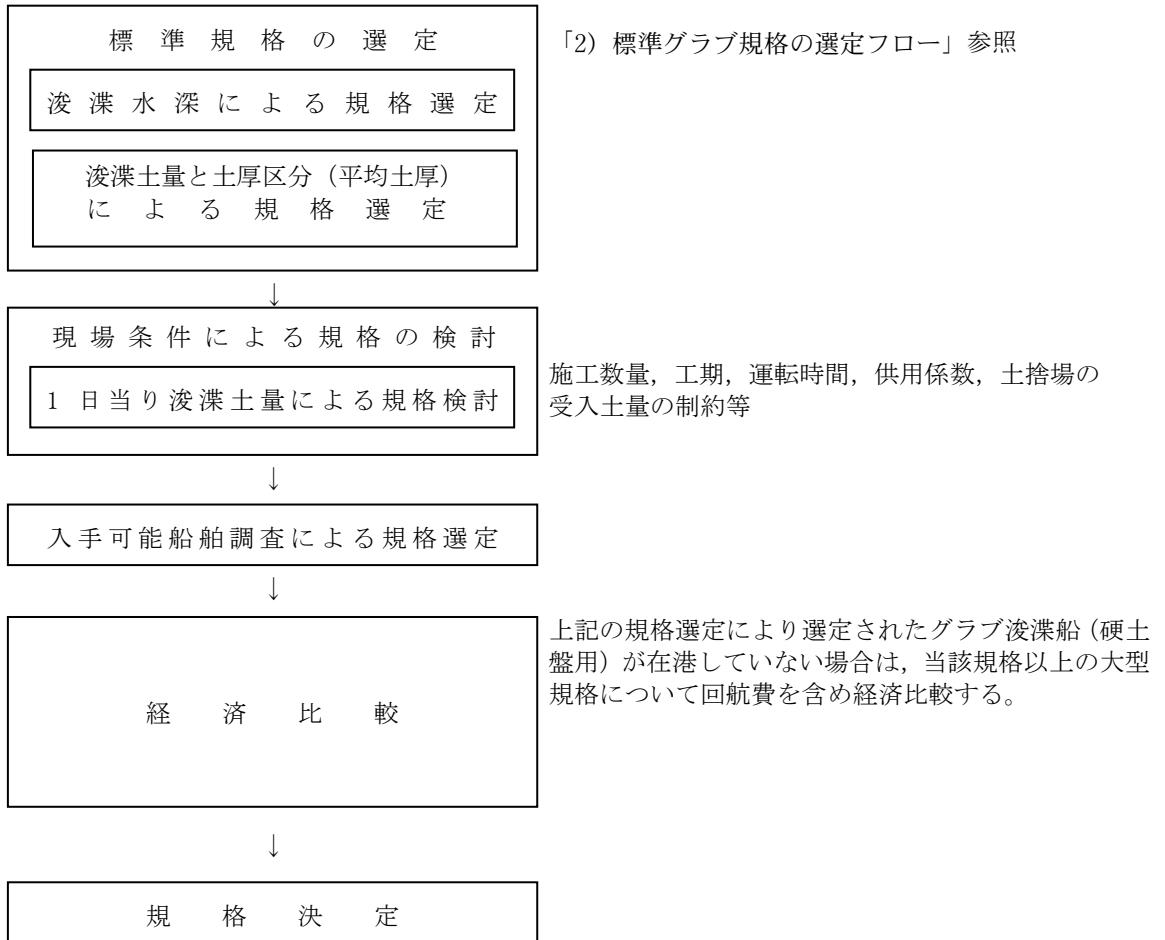 標準規格の選定
「2) 標準グラブ規格の選定フロー」参照
浚渫水深による規格選定
浚渫土量と土厚区分（平均土厚）
による規格選定
↓
現場条件による規格の検討
1 日当り浚渫土量による規格検討
施工数量，工期，運転時間，供用係数，土捨場の
受入土量の制約等
↓
入手可能船舶調査による規格選定
↓
経済比較
上記の規格選定により選定されたグラブ浚渫船（硬土
盤用）が在港していない場合は，当該規格以上の大型
規格について回航費を含め経済比較する。
↓
規格決定